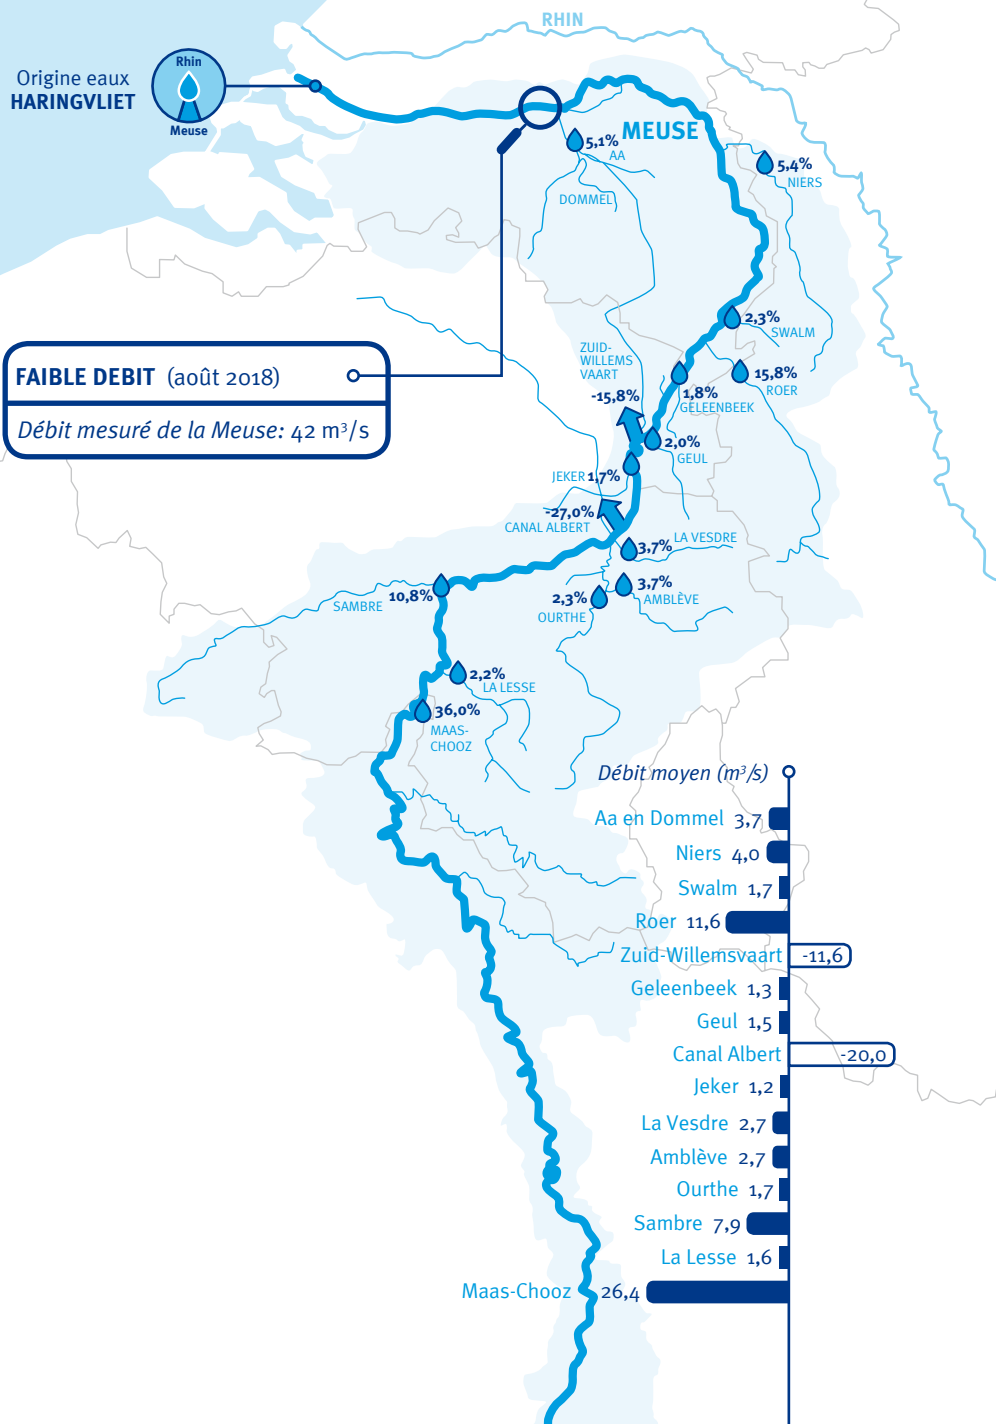 RHIN
Origine eaux
HARINGVLIET
Rhin
Meuse
MEUSE
5,1%
AA
DOMMEL
5,4%
NIERS
2,3%
SWALM
ZUID-
WILLEMS
VAART
-15,8%
15,8%
ROER
1,8%
GELEENBEEK
FAIBLE DEBIT (août 2018)
Débit mesuré de la Meuse: 42 m³/s
2,0%
GEUL
JEKER 1,7%
-27,0%
CANAL ALBERT
3,7%
LA VESDRE
3,7%
AMBLÈVE
2,3%
OURTHE
10,8%
SAMBRE
2,2%
LA LESSE
36,0%
MAAS-
CHOOZ
Débit moyen (m³/s)
Aa en Dommel 3,7
Niers 4,0
Swalm 1,7
Roer 11,6
Zuid-Willemsvaart -11,6
Geleenbeek 1,3
Geul 1,5
Canal Albert -20,0
Jeker 1,2
La Vesdre 2,7
Amblève 2,7
Ourthe 1,7
Sambre 7,9
La Lesse 1,6
Maas-Chooz 26,4